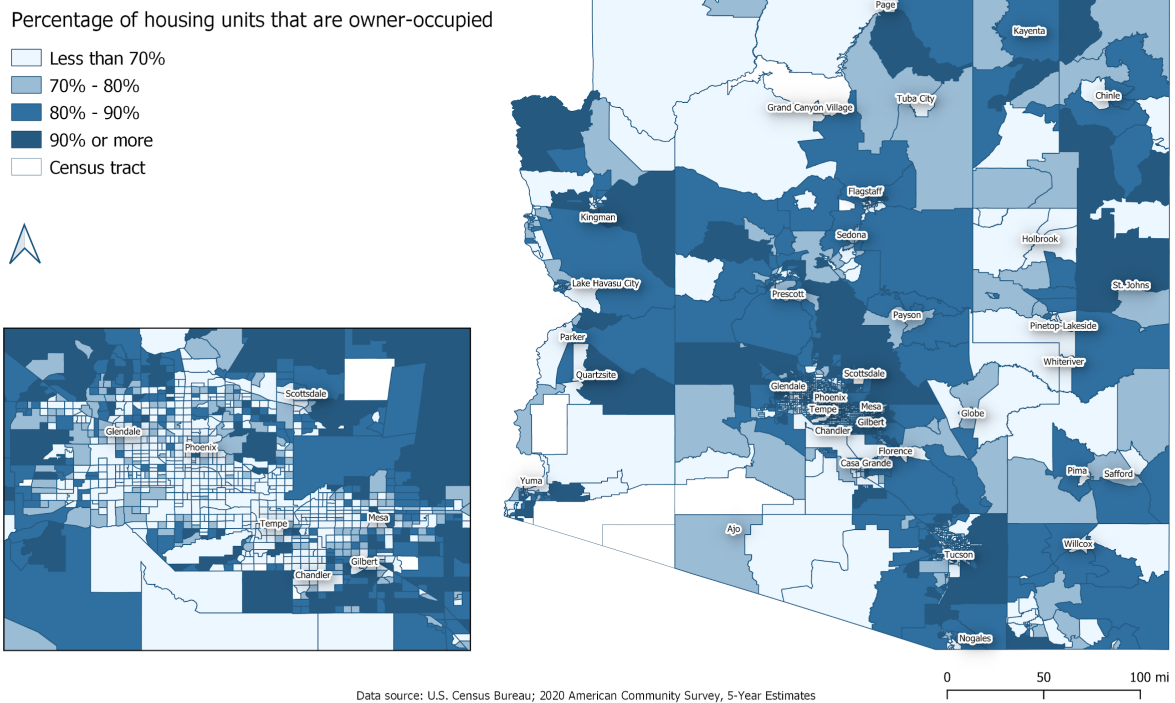 Percentage of housing units that are owner-occupied
Less than 70%
70% - 80%
80% - 90%
90% or more
Census tract
Page
Kayenta
Chinle
Tuba City
Grand Canyon Village
Flagstaff
Kingman
Sedona
Holbrook
Lake Havasu City
St. Johns
Prescott
Payson
Pinetop-Lakeside
Parker
Whiteriver
Quartzsite
Scottsdale
Glendale
Phoenix
Mesa
Tempe
Globe
Gilbert
Chandler
Florence
Casa Grande
Pima
Safford
Yuma
Ajo
Willcox
Tucson
Nogales
Scottsdale
Glendale
Phoenix
Mesa
Tempe
Gilbert
Chandler
0 50 100 mi
Data source: U.S. Census Bureau; 2020 American Community Survey, 5-Year Estimates